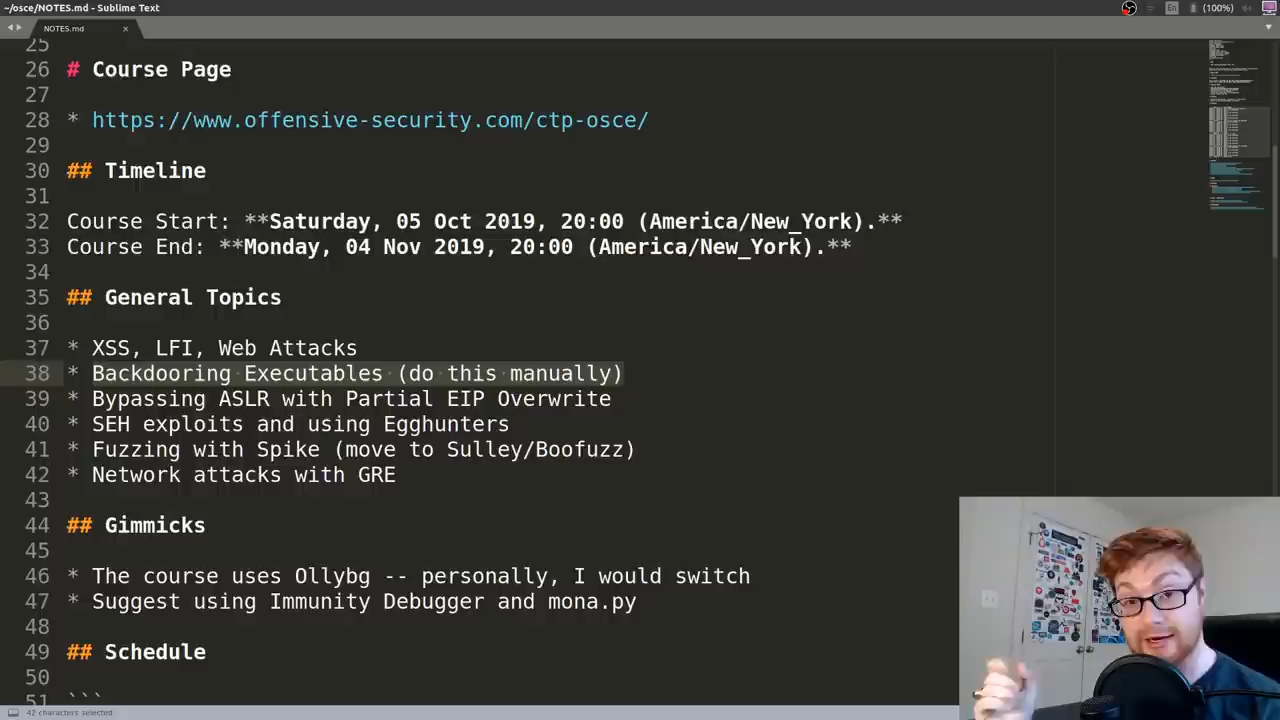 ~/osce/NOTES.md - Sublime Text
En
(100%)
NOTES.md
25
26 # Course Page
27
28 * https://www.offensive-security.com/ctp-osce/
29
30 ## Timeline
31
32 Course Start: **Saturday, 05 Oct 2019, 20:00 (America/New_York).**
33 Course End: **Monday, 04 Nov 2019, 20:00 (America/New_York).**
34
35 ## General Topics
36
37 * XSS, LFI, Web Attacks
38 * Backdooring Executables (do this manually)
39 * Bypassing ASLR with Partial EIP Overwrite
40 * SEH exploits and using Egghunters
41 * Fuzzing with Spike (move to Sulley/Boofuzz)
42 * Network attacks with GRE
43
44 ## Gimmicks
45
46 * The course uses Ollybg -- personally, I would switch
47 * Suggest using Immunity Debugger and mona.py
48
49 ## Schedule
50
51 ```
42 characters selected